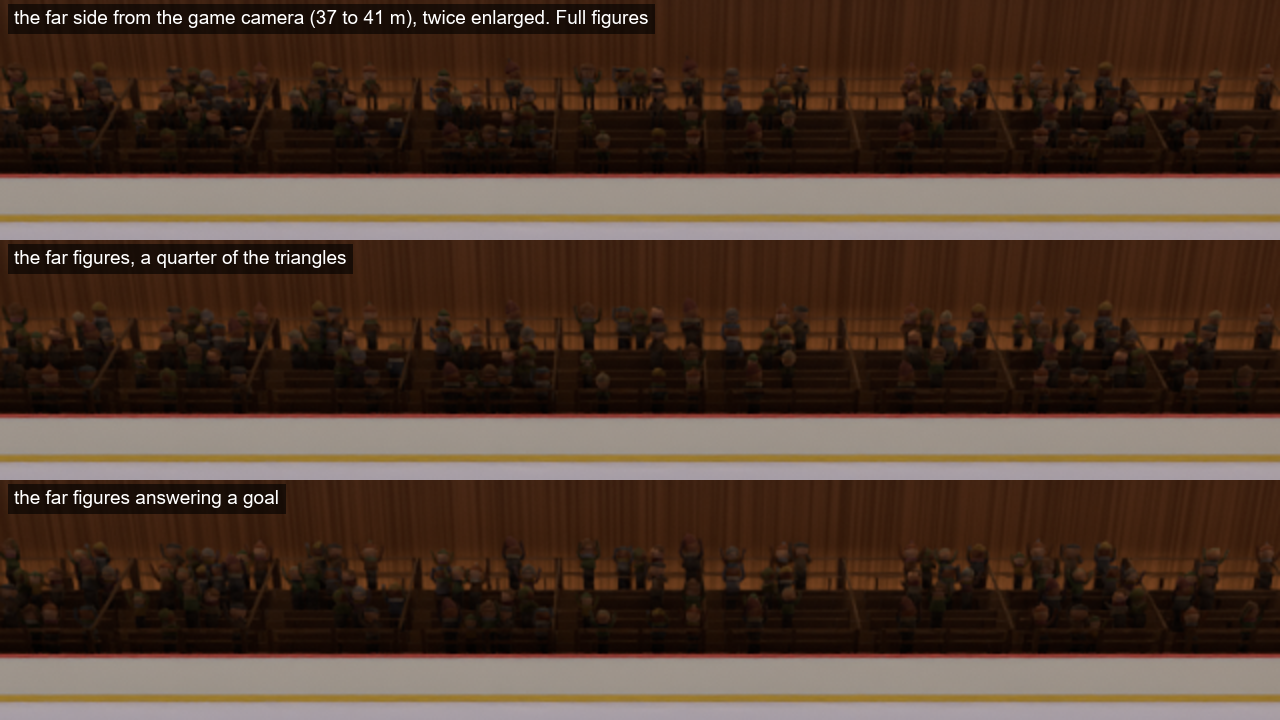 the far side from the game camera (37 to 41 m), twice enlarged. Full figures
the far figures, a quarter of the triangles
the far figures answering a goal